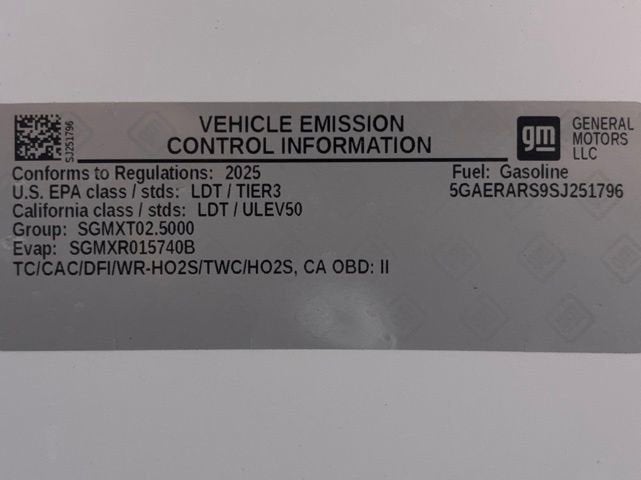 SJ251796
VEHICLE EMISSION
CONTROL INFORMATION
gm
GENERAL
MOTORS
LLC
Conforms to Regulations: 2025
Fuel: Gasoline
U.S. EPA class / stds: LDT / TIER3
5GAERARS9SJ251796
California class / stds: LDT / ULEV50
Group: SGMXT02.5000
Evap: SGMXR015740B
TC/CAC/DFI/WR-HO2S/TWC/HO2S, CA OBD: II